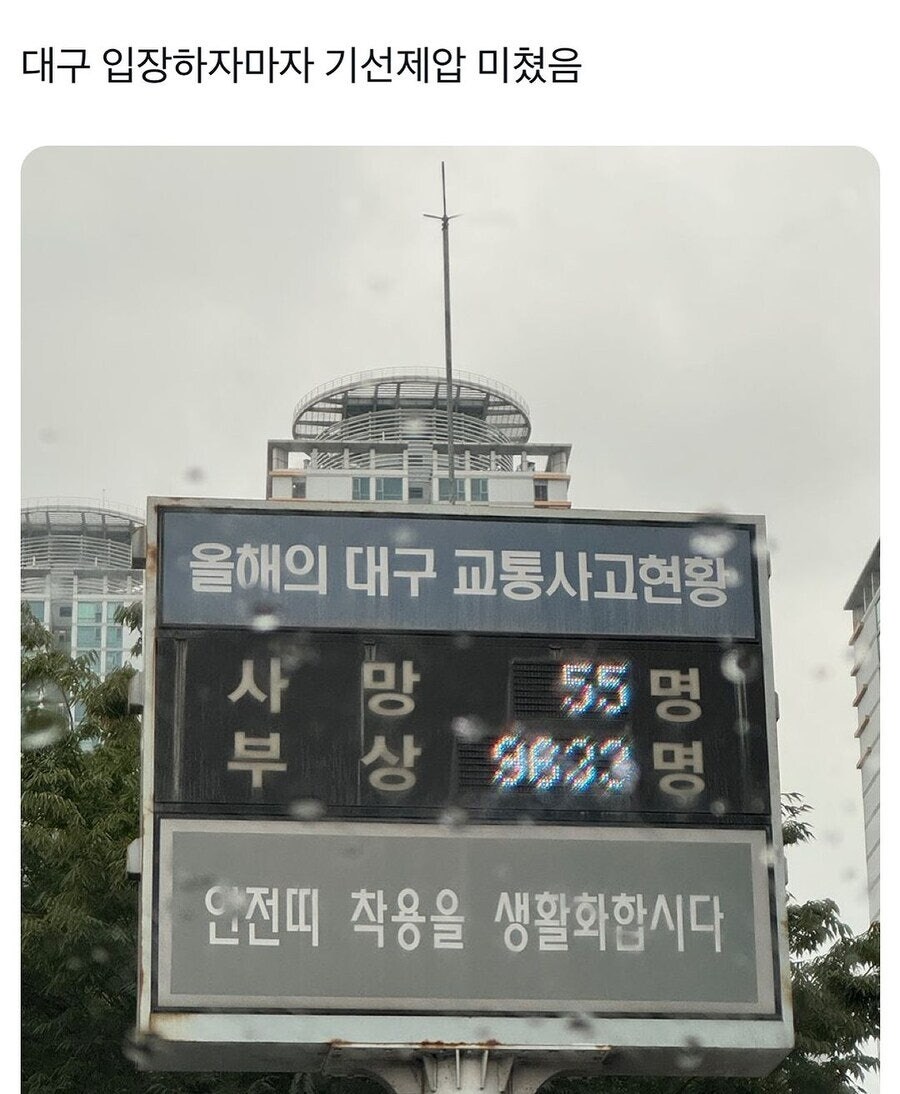 대구 입장하자마자 기선제압 미쳤음
올해의 대구 교통사고현황
사 망 55 명
부 상 명
안전띠 착용을 생활화합시다